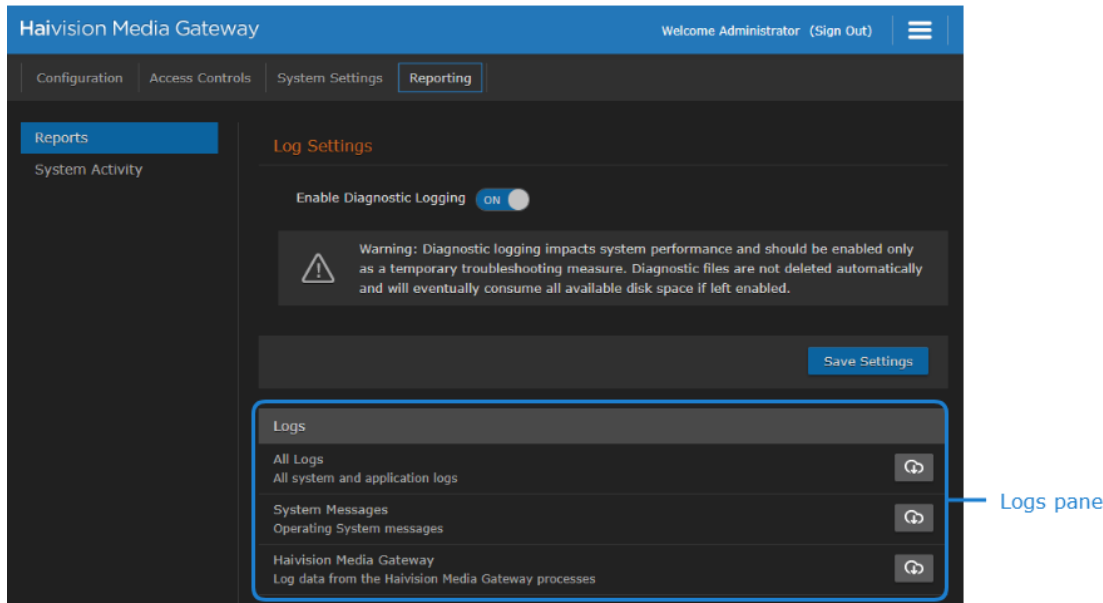 Haivision Media Gateway
Welcome Administrator (Sign Out)
Configuration Access Controls System Settings Reporting
Reports
System Activity
Log Settings
Enable Diagnostic Logging ON
Warning: Diagnostic logging impacts system performance and should be enabled only
as a temporary troubleshooting measure. Diagnostic files are not deleted automatically
and will eventually consume all available disk space if left enabled.
Save Settings
Logs
All Logs
All system and application logs
System Messages
Operating System messages
Haivision Media Gateway
Log data from the Haivision Media Gateway processes
Logs pane